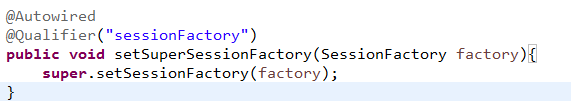 @Autowired
@Qualifier("sessionFactory")
public void setSuperSessionFactory(SessionFactory factory){
    super.setSessionFactory(factory);
}